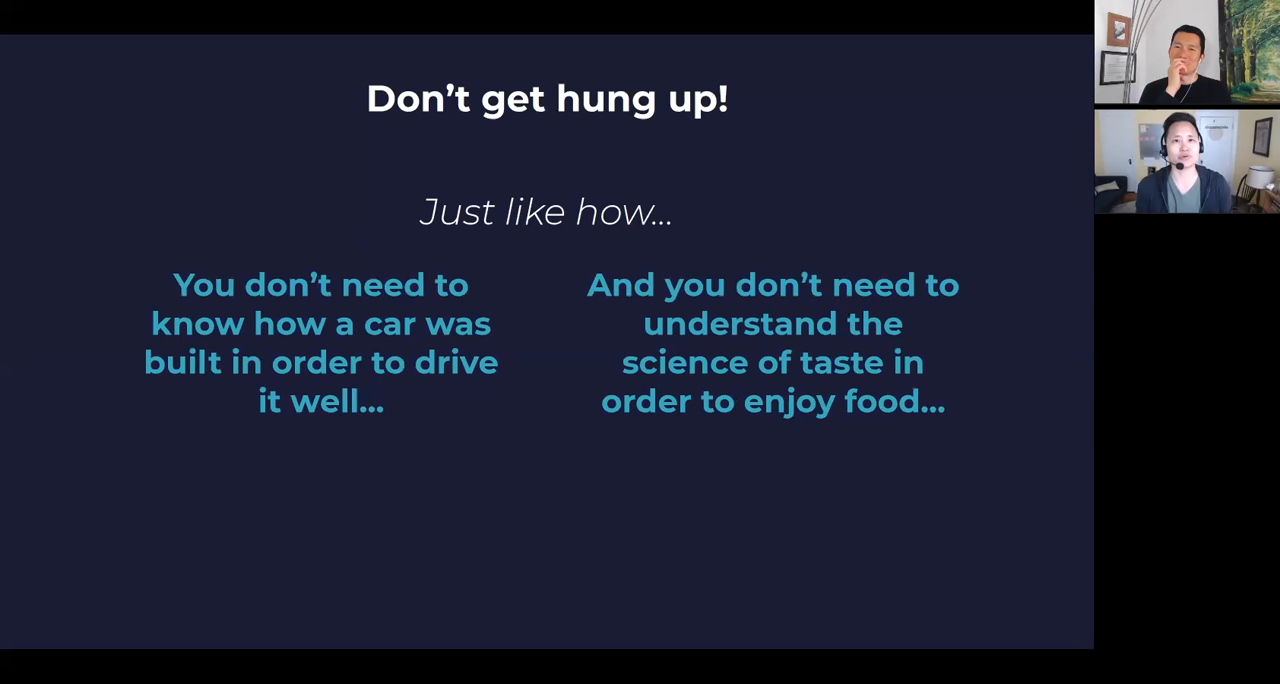 Don’t get hung up!
Just like how...
You don’t need to
know how a car was
built in order to drive
it well...
And you don’t need to
understand the
science of taste in
order to enjoy food...